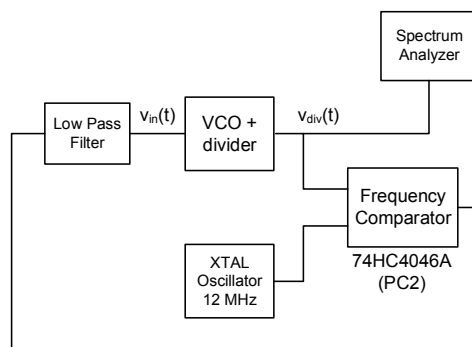 Spectrum
Analyzer
Low Pass
Filter
vin(t)
VCO +
divider
vdiv(t)
Frequency
Comparator
74HC4046A
(PC2)
XTAL
Oscillator
12 MHz